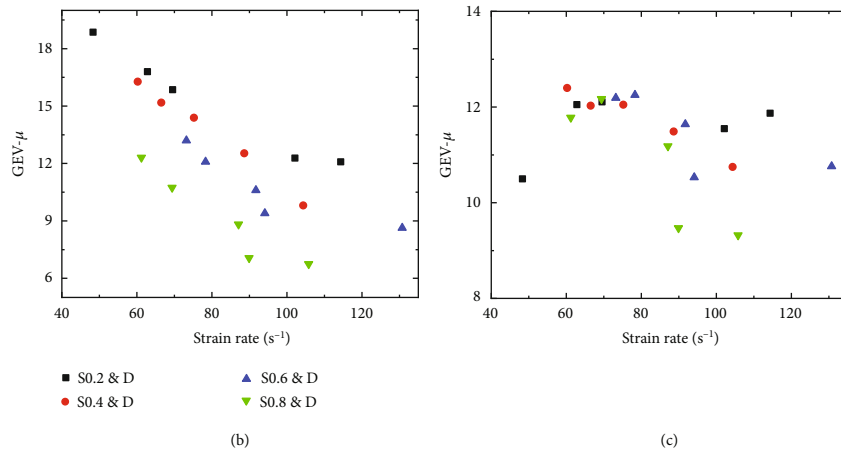 18
15
12
9
6
GEV-μ
40
60
80
100
120
Strain rate (s⁻¹)
S0.2 & D
S0.4 & D
S0.6 & D
S0.8 & D
(b)
14
12
10
8
GEV-μ
40
60
80
100
120
Strain rate (s⁻¹)
(c)